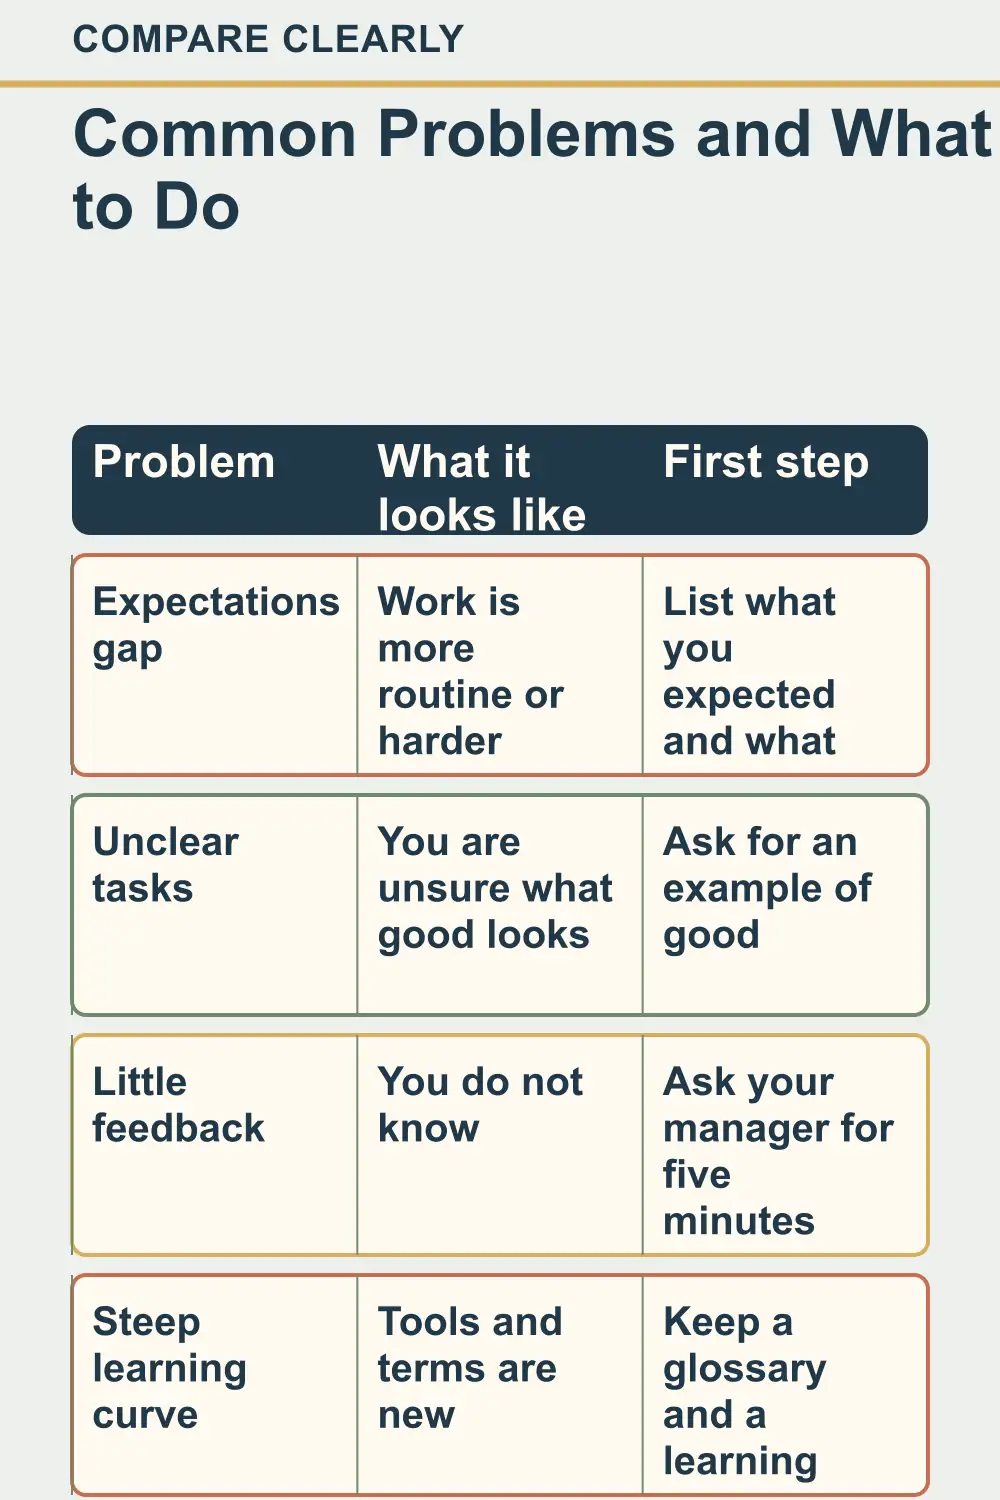 COMPARE CLEARLY
Common Problems and What
to Do
Problem
What it
looks like
First step
Expectations
gap
Work is
more
routine or
harder
List what
you
expected
and what
Unclear
tasks
You are
unsure what
good looks
Ask for an
example of
good
Little
feedback
You do not
know
Ask your
manager for
five
minutes
Steep
learning
curve
Tools and
terms are
new
Keep a
glossary
and a
learning